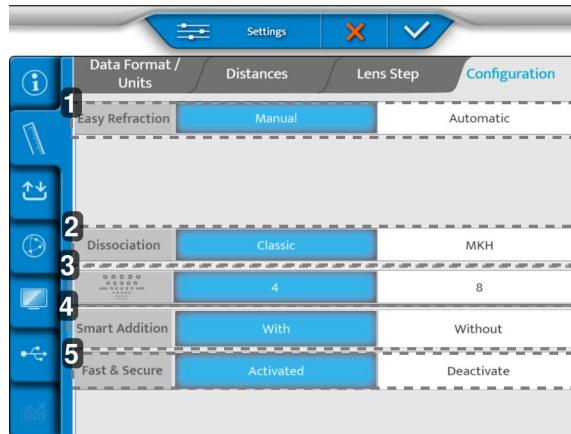 Settings
Data Format /
Units
Distances
Lens Step
Configuration
1
Easy Refraction
Manual
Automatic
2
Dissociation
Classic
MKH
3
4
8
4
Smart Addition
With
Without
5
Fast & Secure
Activated
Deactivate